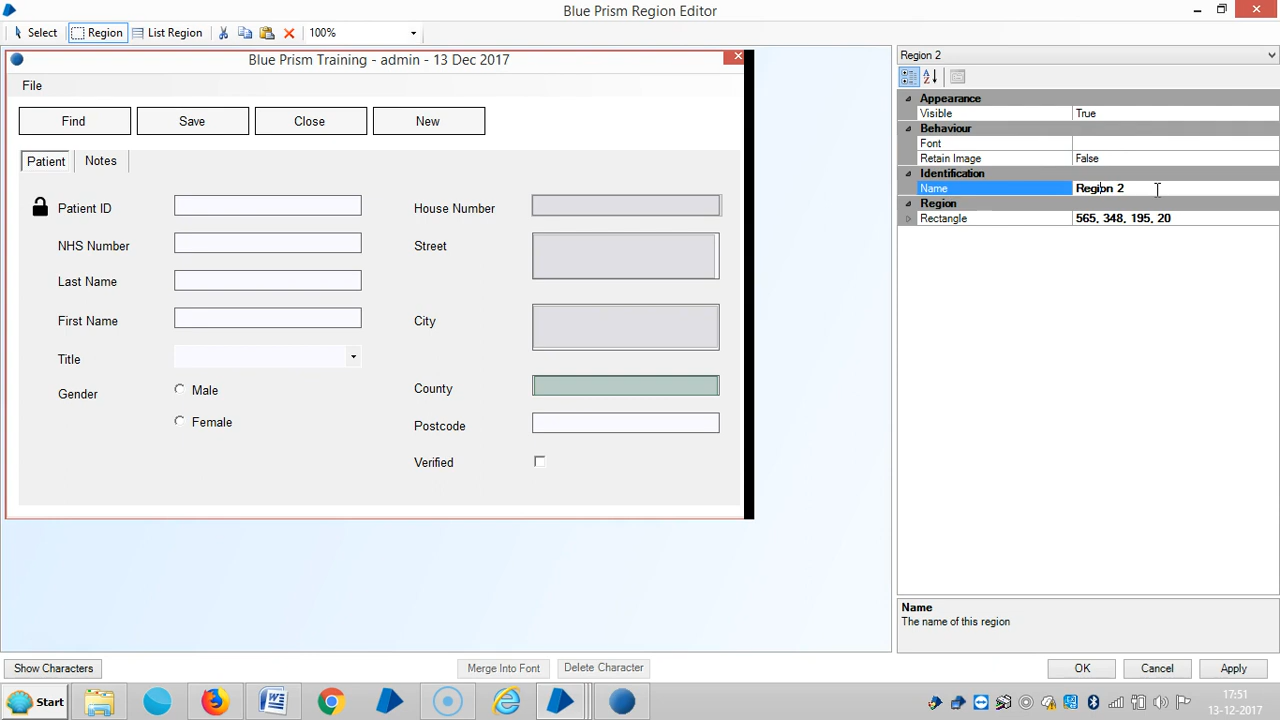 Blue Prism Region Editor
Select Region List Region 100%
Blue Prism Training - admin - 13 Dec 2017
File
Find Save Close New
Patient Notes
Patient ID House Number
NHS Number Street
Last Name
First Name City
Title
Gender Male County
Female Postcode
Verified
Region 2
Appearance
Visible True
Behaviour
Font
Retain Image False
Identification
Name Region 2
Region
Rectangle 565, 348, 195, 20
Name
The name of this region
Show Characters Merge Into Font Delete Character OK Cancel Apply
Start 17:51
13-12-2017